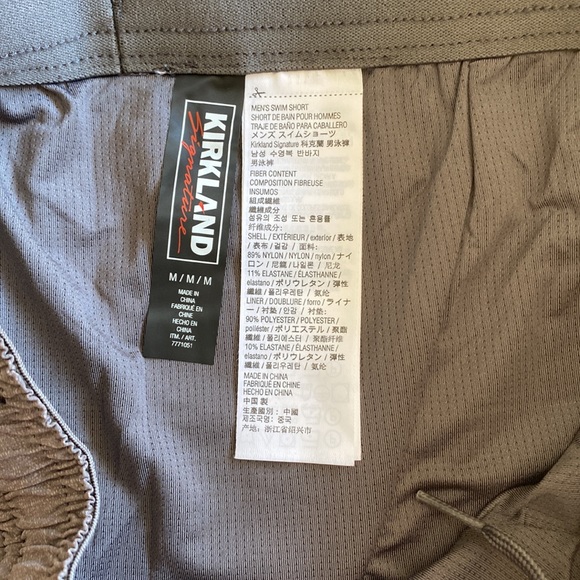 KIRKLAND
Signature
M / M / M
MADE IN
CHINA
FABRIQUÉ EN
CHINE
HECHO EN
CHINA
ITM. / ART.
7771051
MEN'S SWIM SHORT
SHORT DE BAIN POUR HOMMES
TRAJE DE BAÑO PARA CABALLERO
メンズ スイムショーツ
Kirkland Signature 科克蘭 男泳褲
남성 수영복 반바지
男泳裤
FIBER CONTENT
COMPOSITION FIBREUSE
INSUMOS
組成繊維
纖維成分
섬유의 조성 또는 혼용률
纤维成分:
SHELL / EXTÉRIEUR / exterior / 表地
/ 表布 / 겉감 / 面料:
89% NYLON / NYLON / nylon / ナイ
ロン / 尼龍 / 나일론 / 尼龙
11% ELASTANE / ÉLASTHANNE /
elastano / ポリウレタン / 彈性
纖維 / 폴리우레탄 / 氨纶
LINER / DOUBLURE / forro / ライナ
ー / 襯墊 / 안감 / 衬垫:
90% POLYESTER / POLYESTER /
poliéster / ポリエステル / 聚酯
纖維 / 폴리에스터 / 聚酯纤维
10% ELASTANE / ÉLASTHANNE /
elastano / ポリウレタン / 彈性
纖維 / 폴리우레탄 / 氨纶
MADE IN CHINA
FABRIQUÉ EN CHINE
HECHO EN CHINA
中国 製
生產國別 : 中國
제조국명: 중국
产地: 浙江省绍兴市